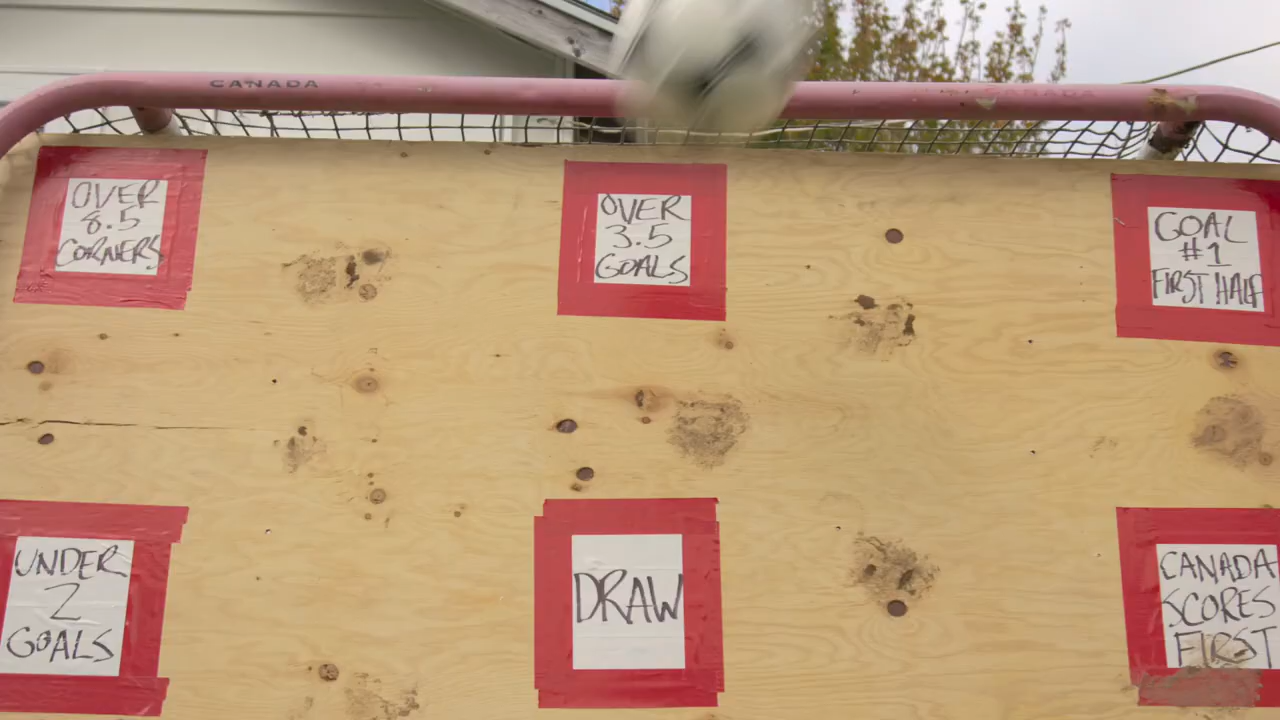 CANADA
CANADA
OVER
8.5
CORNERS
OVER
3.5
GOALS
GOAL
#1
FIRST HALF
UNDER
2
GOALS
DRAW
CANADA
SCORES
FIRST